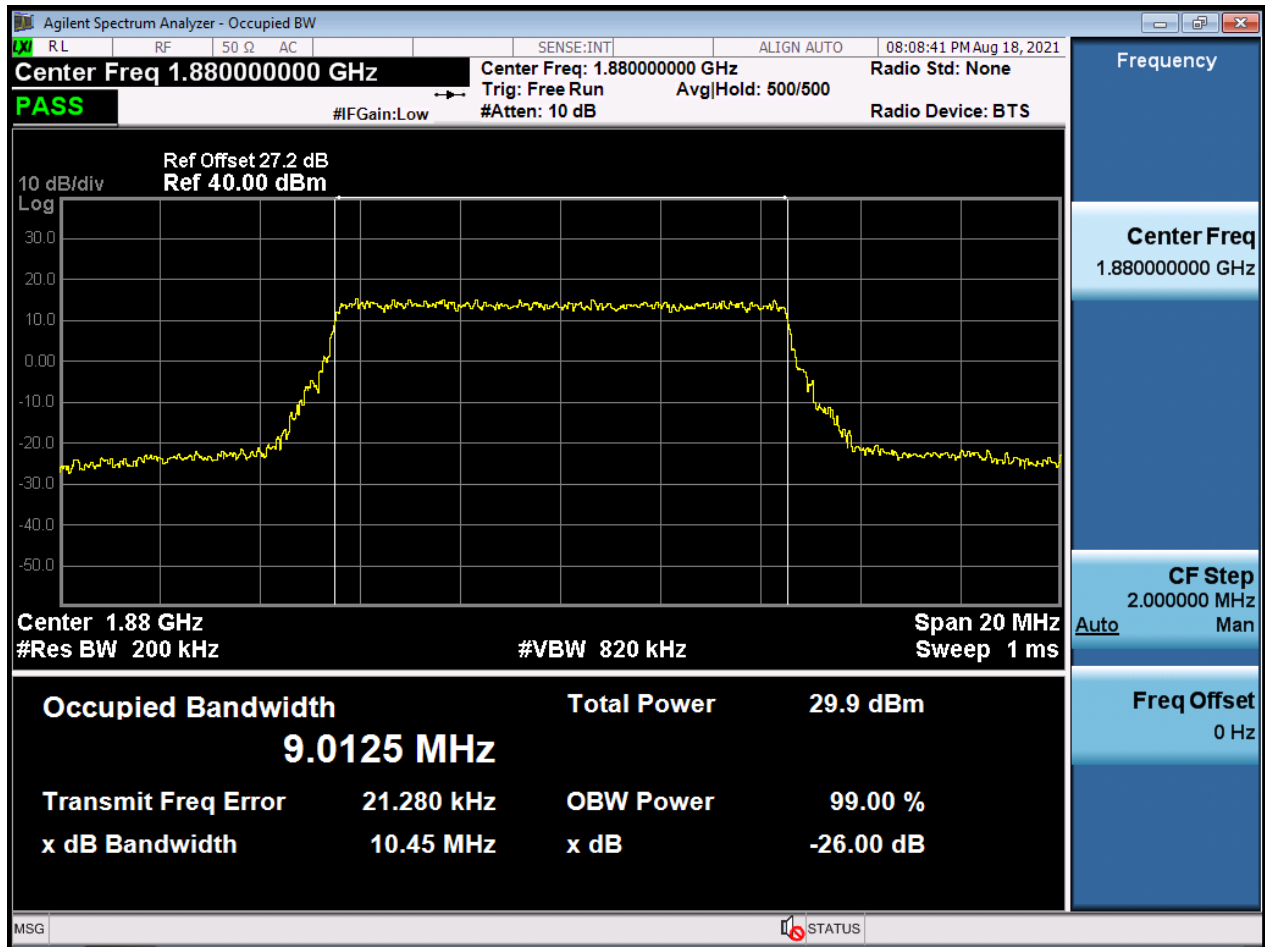 Agilent Spectrum Analyzer - Occupied BW
LXI RL RF 50 Ω AC SENSE:INT ALIGN AUTO 08:08:41 PM Aug 18, 2021
Center Freq 1.880000000 GHz
Center Freq: 1.880000000 GHz Radio Std: None
Trig: Free Run Avg|Hold: 500/500
PASS
#IFGain:Low #Atten: 10 dB Radio Device: BTS
Ref Offset 27.2 dB
10 dB/div Ref 40.00 dBm
Log
30.0
20.0
10.0
0.00
-10.0
-20.0
-30.0
-40.0
-50.0
Center 1.88 GHz Span 20 MHz
#Res BW 200 kHz #VBW 820 kHz Sweep 1 ms
Occupied Bandwidth Total Power 29.9 dBm
9.0125 MHz
Transmit Freq Error 21.280 kHz OBW Power 99.00 %
x dB Bandwidth 10.45 MHz x dB -26.00 dB
Frequency
Center Freq
1.880000000 GHz
CF Step
2.000000 MHz
Auto Man
Freq Offset
0 Hz
MSG STATUS